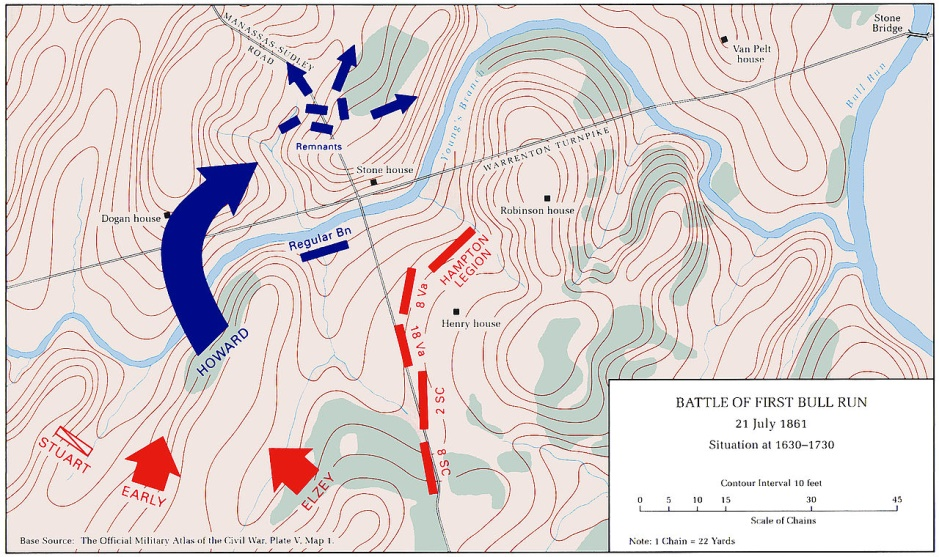 MANASSAS-SUDLEY
ROAD
Stone
Bridge
Van Pelt
house
Bull Run
Young's Branch
Remnants
WARRENTON TURNPIKE
Stone house
Dogan house
Robinson house
Regular Bn
HAMPTON
LEGION
8 Va
Henry house
18 Va
HOWARD
2 SC
8 SC
STUART
EARLY
ELZEY
BATTLE OF FIRST BULL RUN
21 July 1861
Situation at 1630–1730
Contour Interval 10 feet
0 5 10 15 30 45
Scale of Chains
Note: 1 Chain = 22 Yards
Base Source: The Official Military Atlas of the Civil War, Plate V, Map 1.